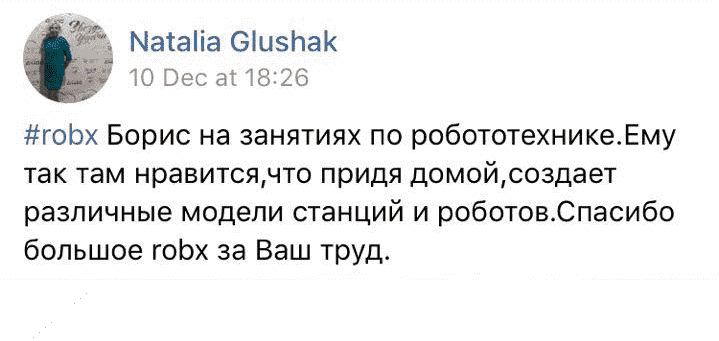 Natalia Glushak
10 Dec at 18:26
#robx Борис на занятиях по робототехнике.Ему
так там нравится,что придя домой,создает
различные модели станций и роботов.Спасибо
большое robx за Ваш труд.